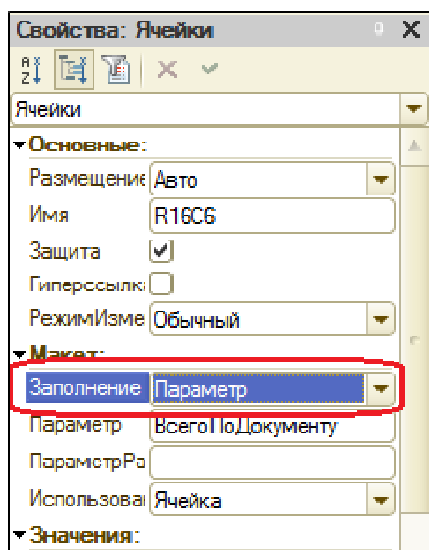 Свойства: Ячейки
Ячейки
Основные:
Размещение Авто
Имя R16C6
Защита
Гиперссылк
РежимИзме Обычный
Макет:
Заполнение Параметр
Параметр ВсегоПоДокументу
ПараметрРа
Использова Ячейка
Значения: